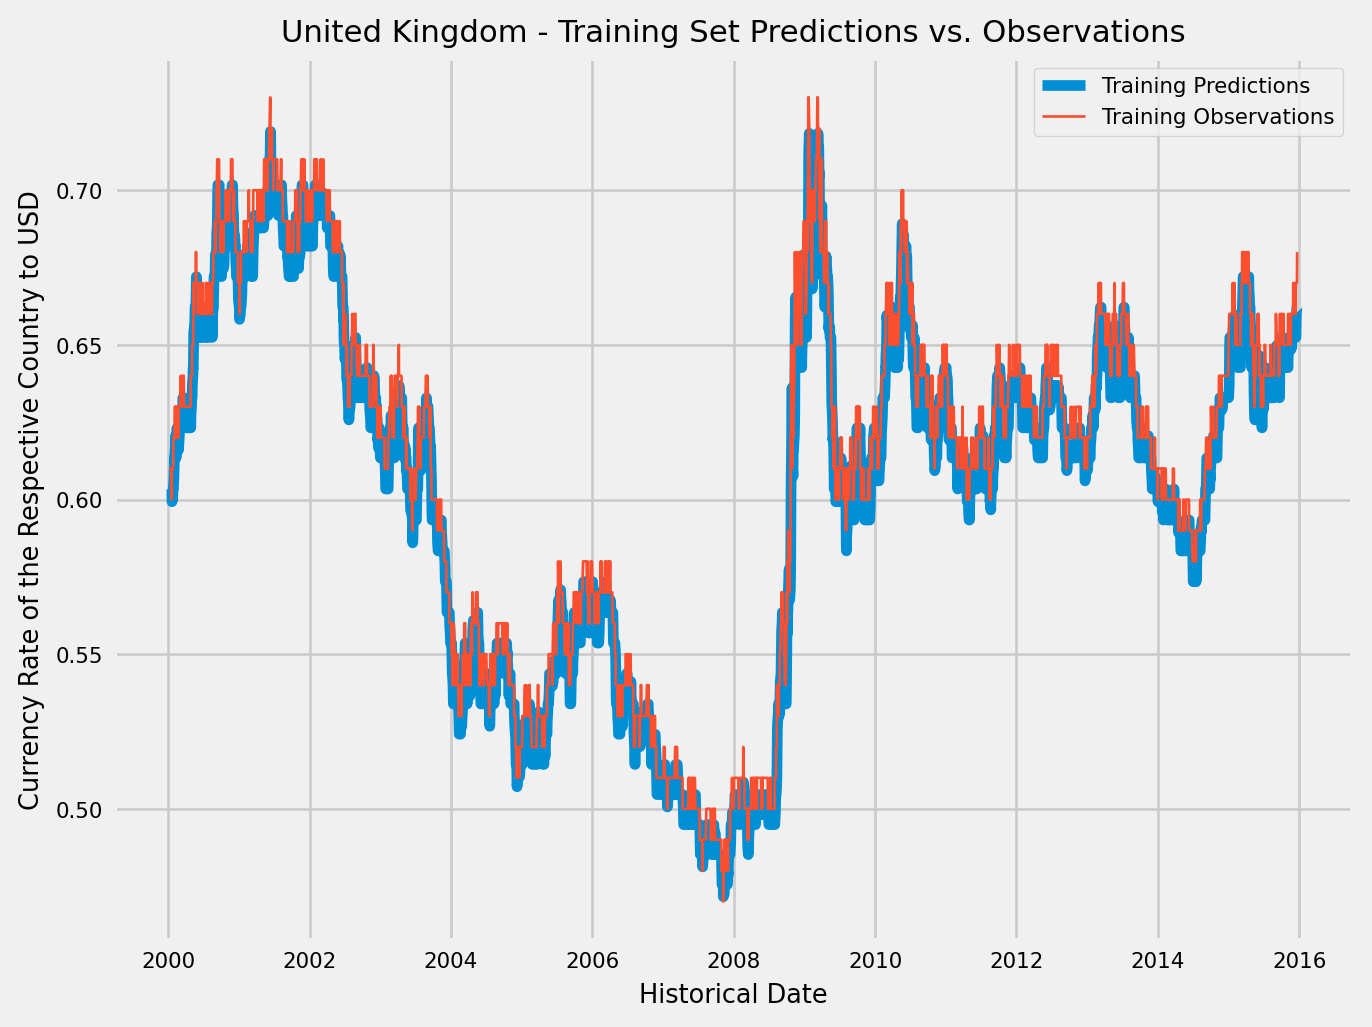 United Kingdom - Training Set Predictions vs. Observations
Training Predictions
Training Observations
Currency Rate of the Respective Country to USD
0.70
0.65
0.60
0.55
0.50
2000 2002 2004 2006 2008 2010 2012 2014 2016
Historical Date